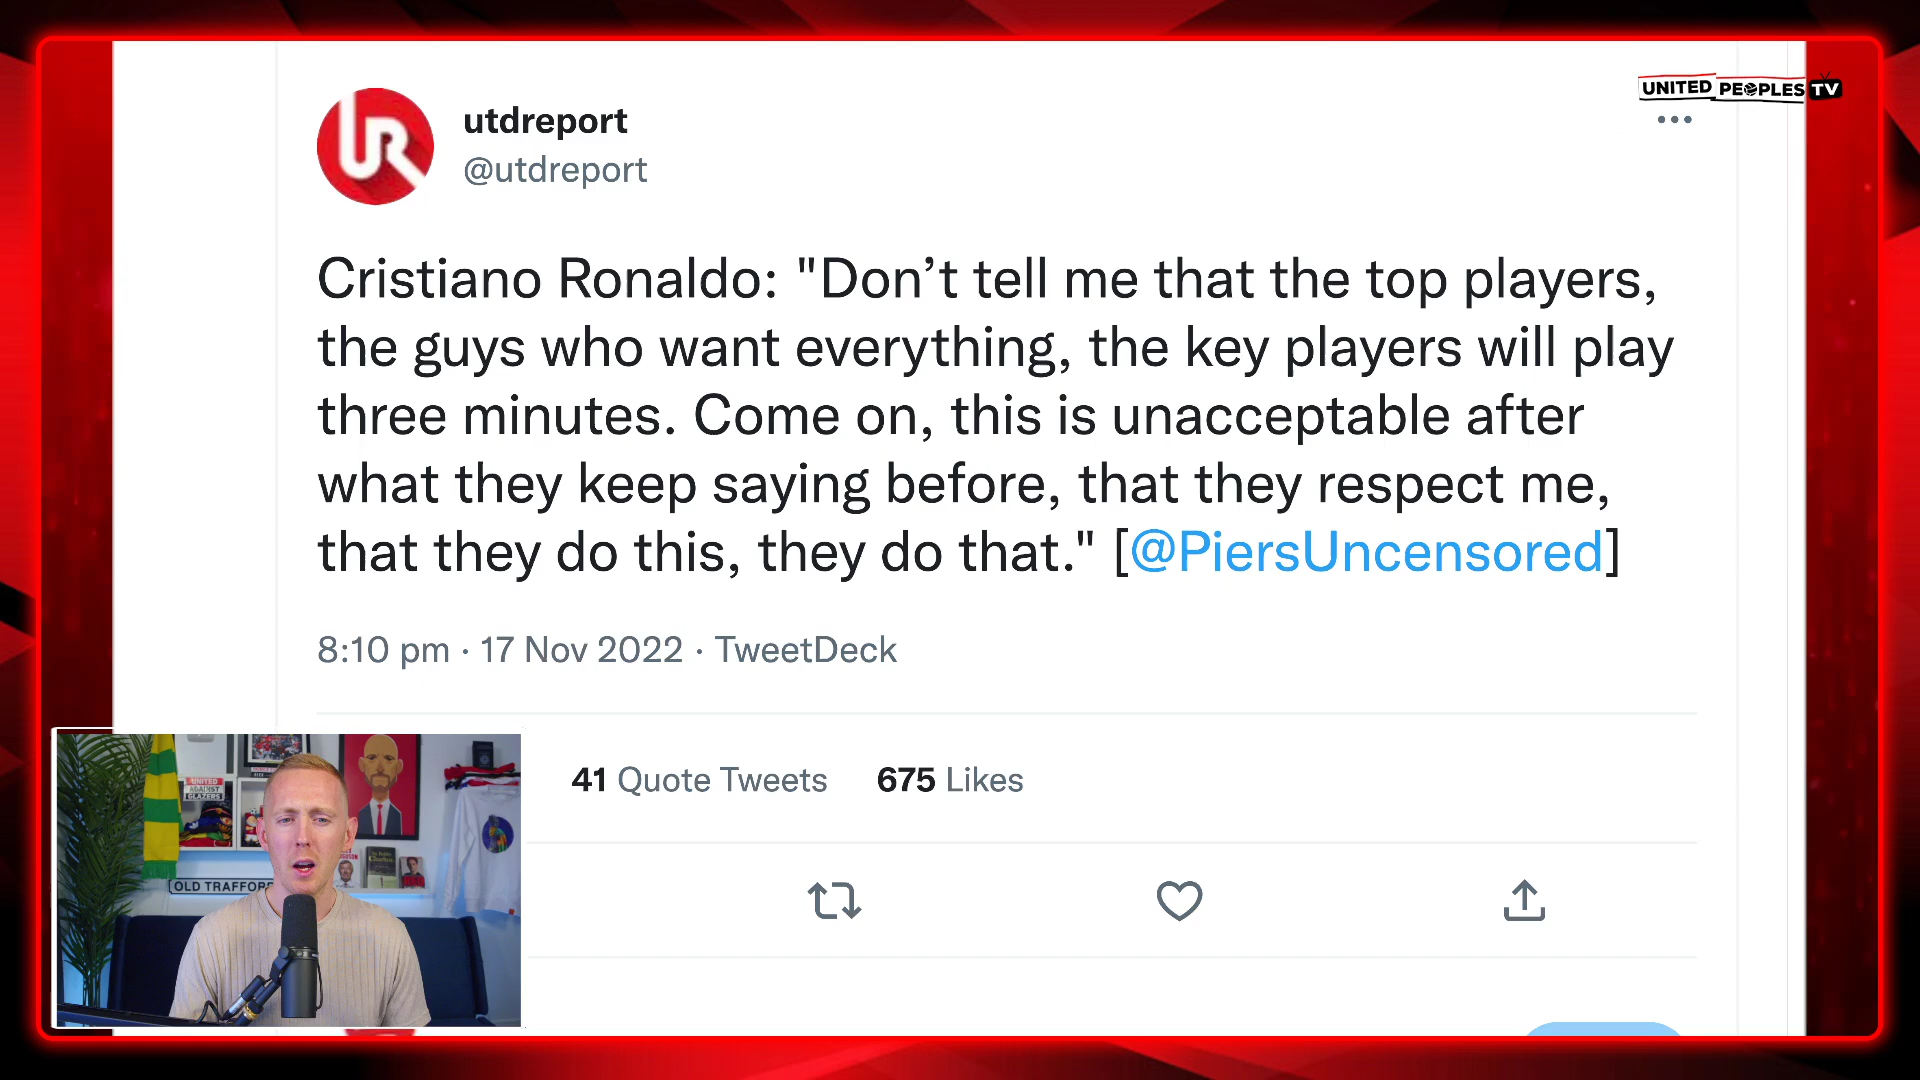 UNITED PEOPLES TV
utdreport
@utdreport
Cristiano Ronaldo: "Don’t tell me that the top players,
the guys who want everything, the key players will play
three minutes. Come on, this is unacceptable after
what they keep saying before, that they respect me,
that they do this, they do that." [@PiersUncensored]
8:10 pm · 17 Nov 2022 · TweetDeck
41 Quote Tweets 675 Likes
UNITED
AGAINST
GLAZERS
OLD TRAFFORD